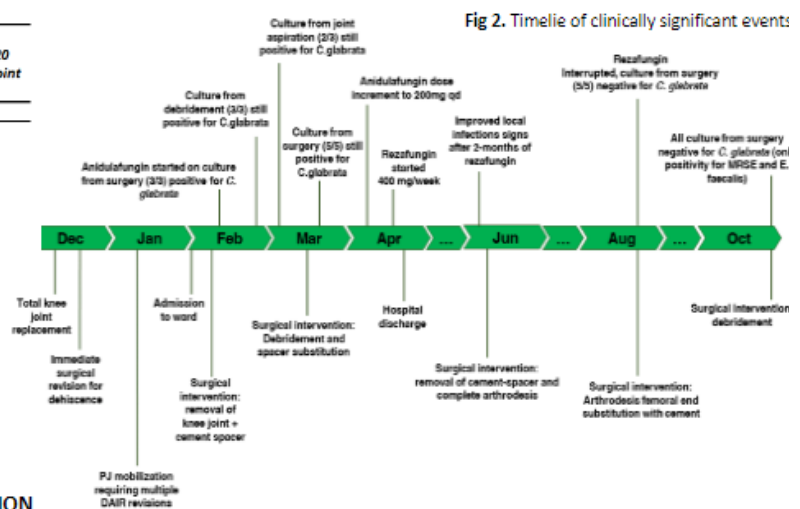 20
oint
Fig 2. Timelie of clinically significant events
Culture from joint
aspiration (2/3) still
positive for C.glabrata
Rezafungin
Interrupted, culture from surgery
(5/5) negative for C. glabrata
Culture from
debridement (3/3) still
positive for C.glabrata
Anidulafungin dose
increment to 200mg qd
Improved local
infections signs
after 2-months of
rezafungin
Culture from
surgery (5/5) still
positive for
C.glabrata
All culture from surgery
negative for C. glabrata (onl
positivity for MRSE and E.
faecalis)
Anidulafungin started on culture
from surgery (3/3) positive for C.
glabrata
Rezafungin
started
400 mg/week
Dec Jan Feb Mar Apr ... Jun ... Aug ... Oct
Total knee
joint
replacement
Immediate
surgical
revision for
dehiscence
PJ mobilization
requiring multiple
DAIR revisions
Admission
to ward
Surgical
intervention:
removal of
knee joint +
cement spacer
Surgical intervention:
Debridement and
spacer substitution
Hospital
discharge
Surgical intervention:
removal of cement-spacer and
complete arthrodesis
Surgical intervention:
Arthrodesis femoral end
substitution with cement
Surgical intervention
debridement
ION